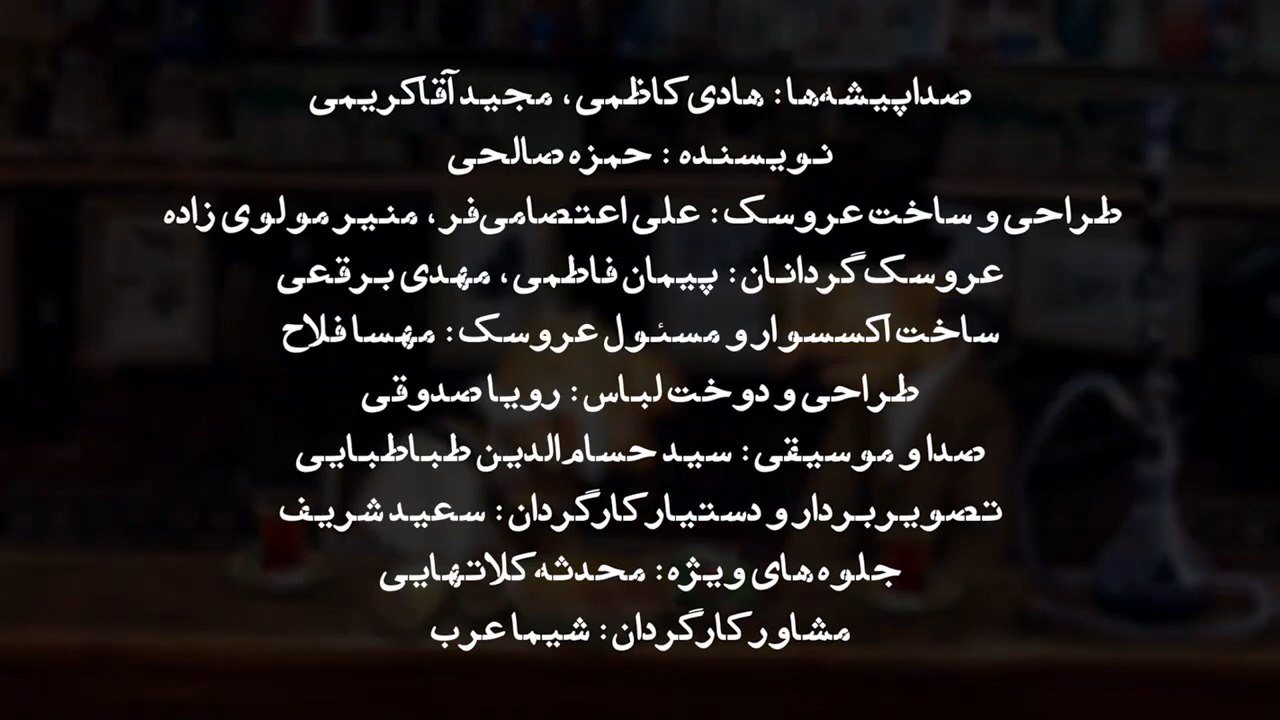 صداپیشه‌ها: هادی کاظمی، مجید آقاکریمی
نویسنده : حمزه صالحی
طراحی و ساخت عروسک: علی اعتصامی‌فر، منیر مولوی زاده
عروسک‌گردانان: پیمان فاطمی، مهدی برقعی
ساخت اکسسوار و مسئول عروسک: مهسا فلاح
طراحی و دوخت لباس: رویا صدوقی
صدا و موسیقی: سید حسام‌الدین طباطبایی
تصویربردار و دستیار کارگردان: سعید شریف
جلوه های ویژه: محدثه کلاتهایی
مشاور کارگردان: شیما عرب